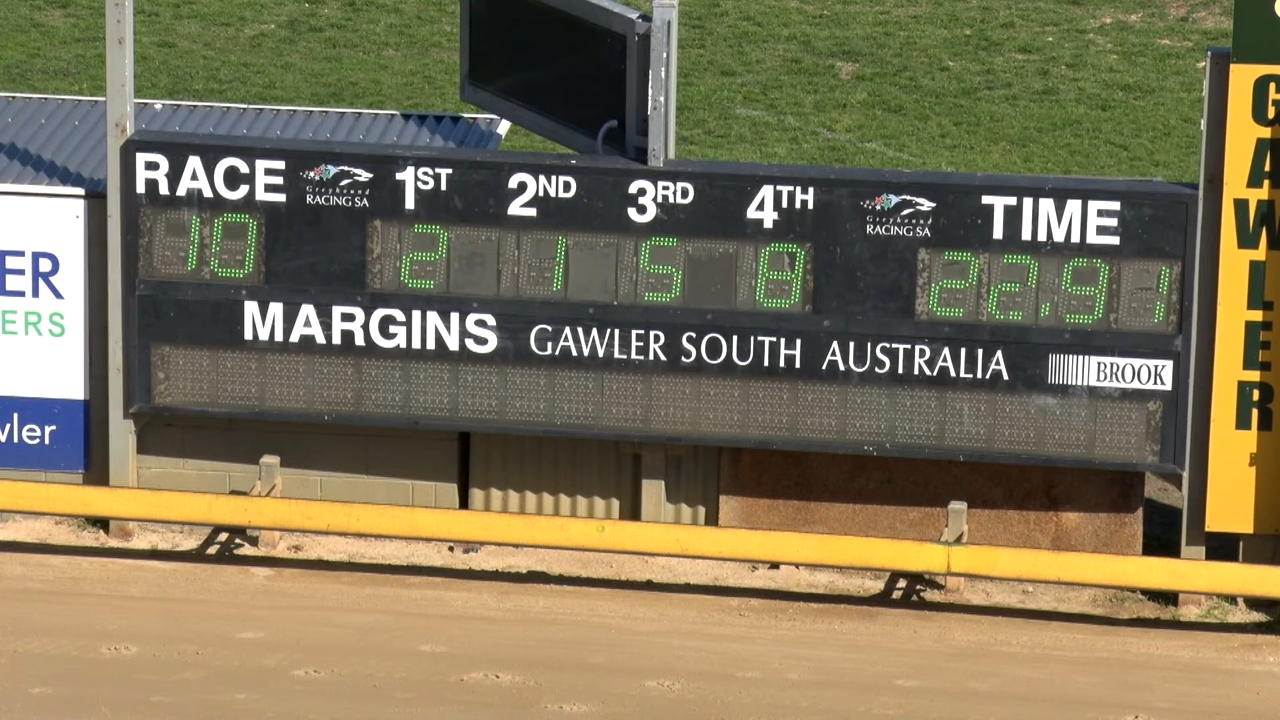 RACE
Greyhound
RACING SA
1ST 2ND 3RD 4TH
Greyhound
RACING SA
TIME
10 2 1 5 8 22.91
MARGINS GAWLER SOUTH AUSTRALIA BROOK
ER
ERS
wler
GAWLER